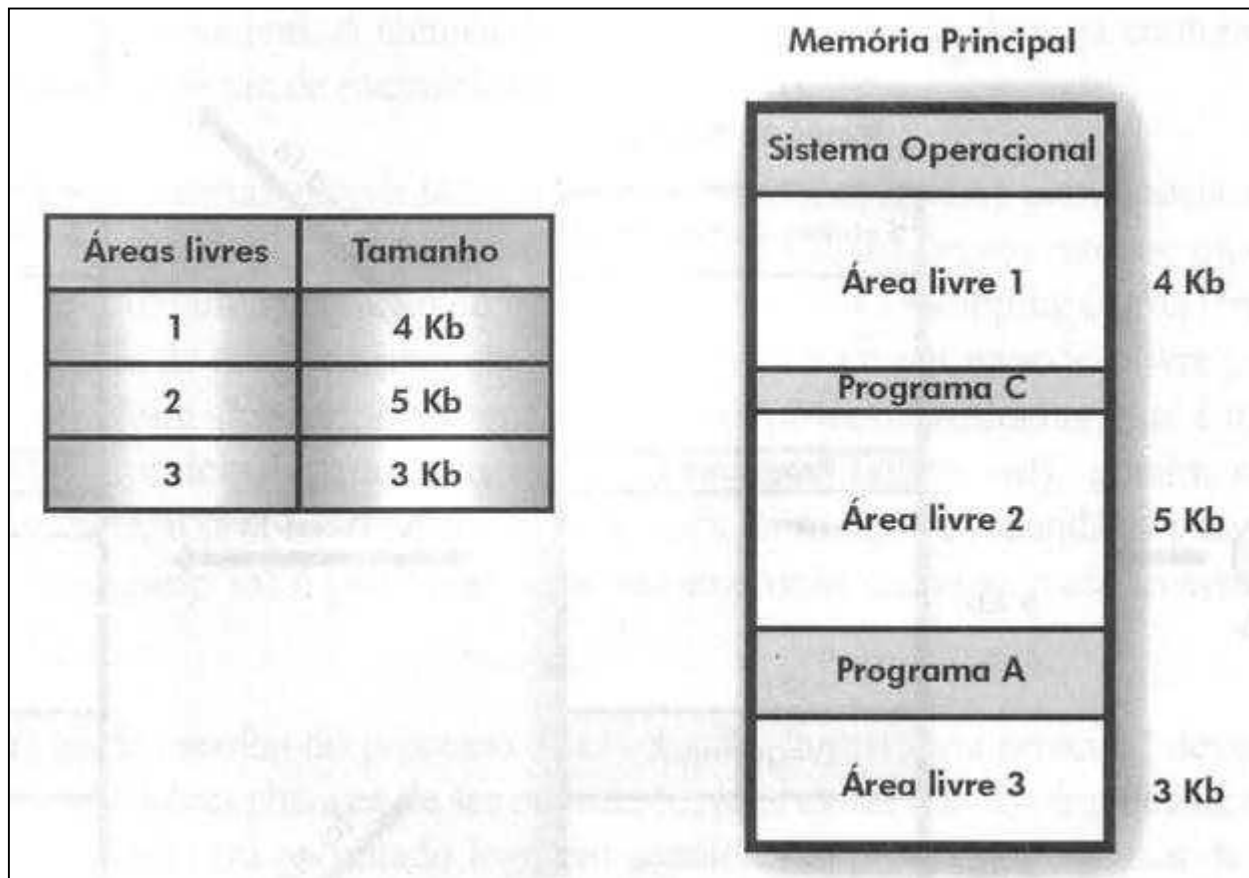 Memória Principal
Sistema Operacional
Áreas livres Tamanho
1 4 Kb
2 5 Kb
3 3 Kb
Área livre 1 4 Kb
Programa C
Área livre 2 5 Kb
Programa A
Área livre 3 3 Kb